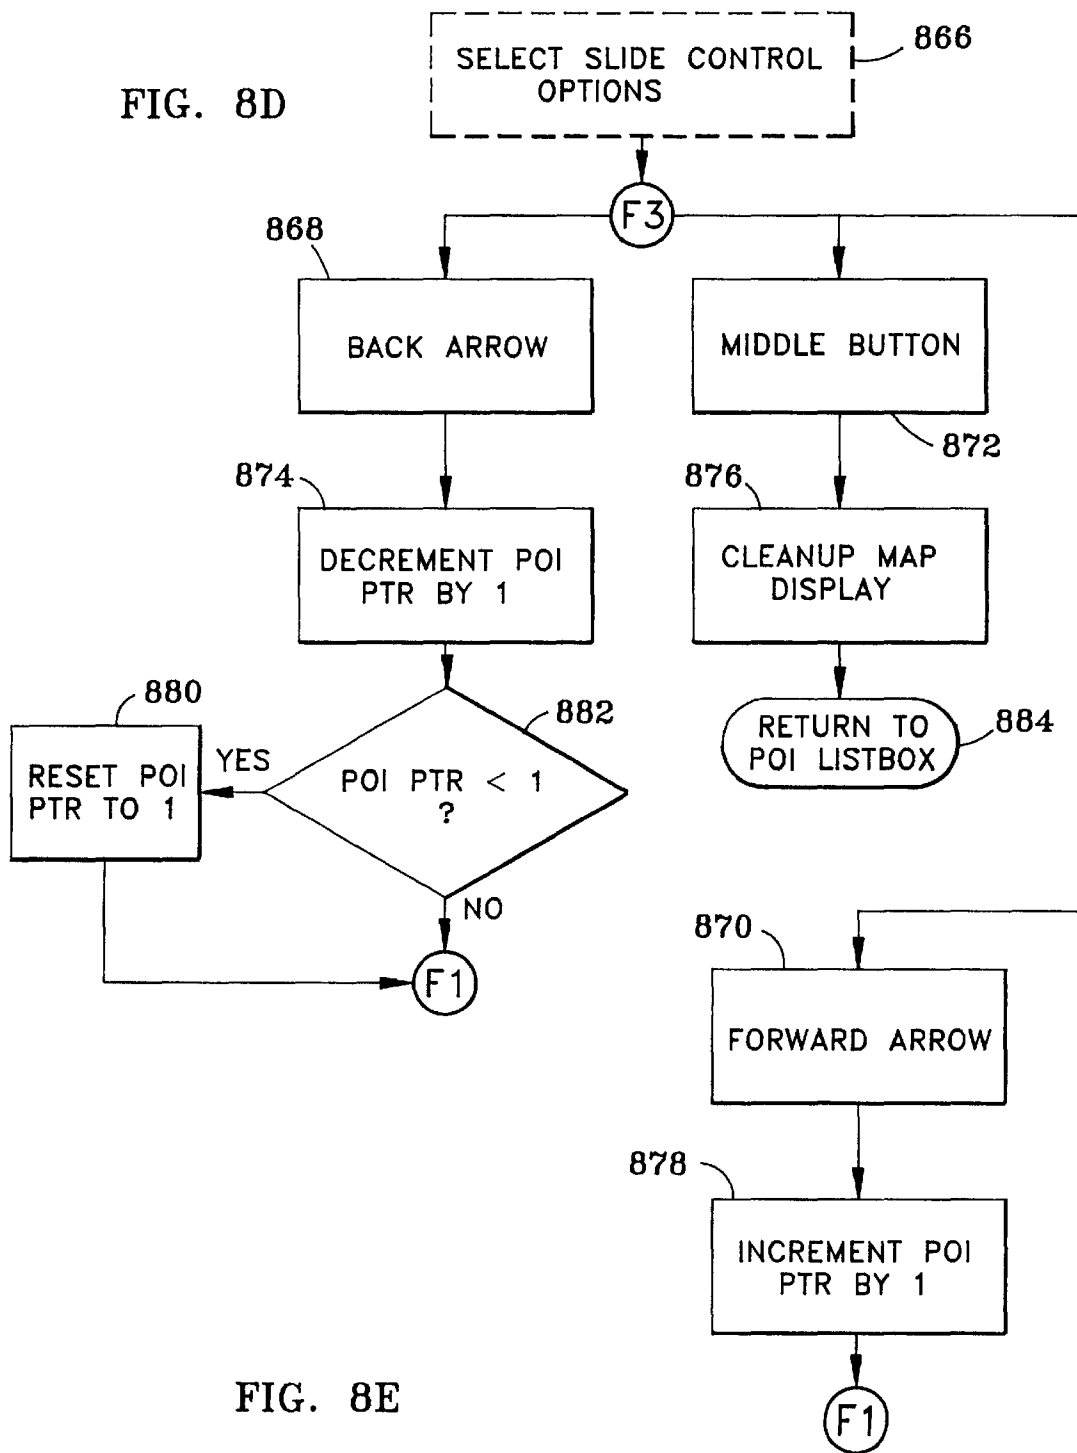 FIG. 8D
SELECT SLIDE CONTROL
OPTIONS
866
F3
868
BACK ARROW
MIDDLE BUTTON
872
874
DECREMENT POI
PTR BY 1
876
CLEANUP MAP
DISPLAY
880
RESET POI
PTR TO 1
YES
882
POI PTR < 1
?
NO
F1
RETURN TO
POI LISTBOX
884
870
FORWARD ARROW
878
INCREMENT POI
PTR BY 1
F1
FIG. 8E